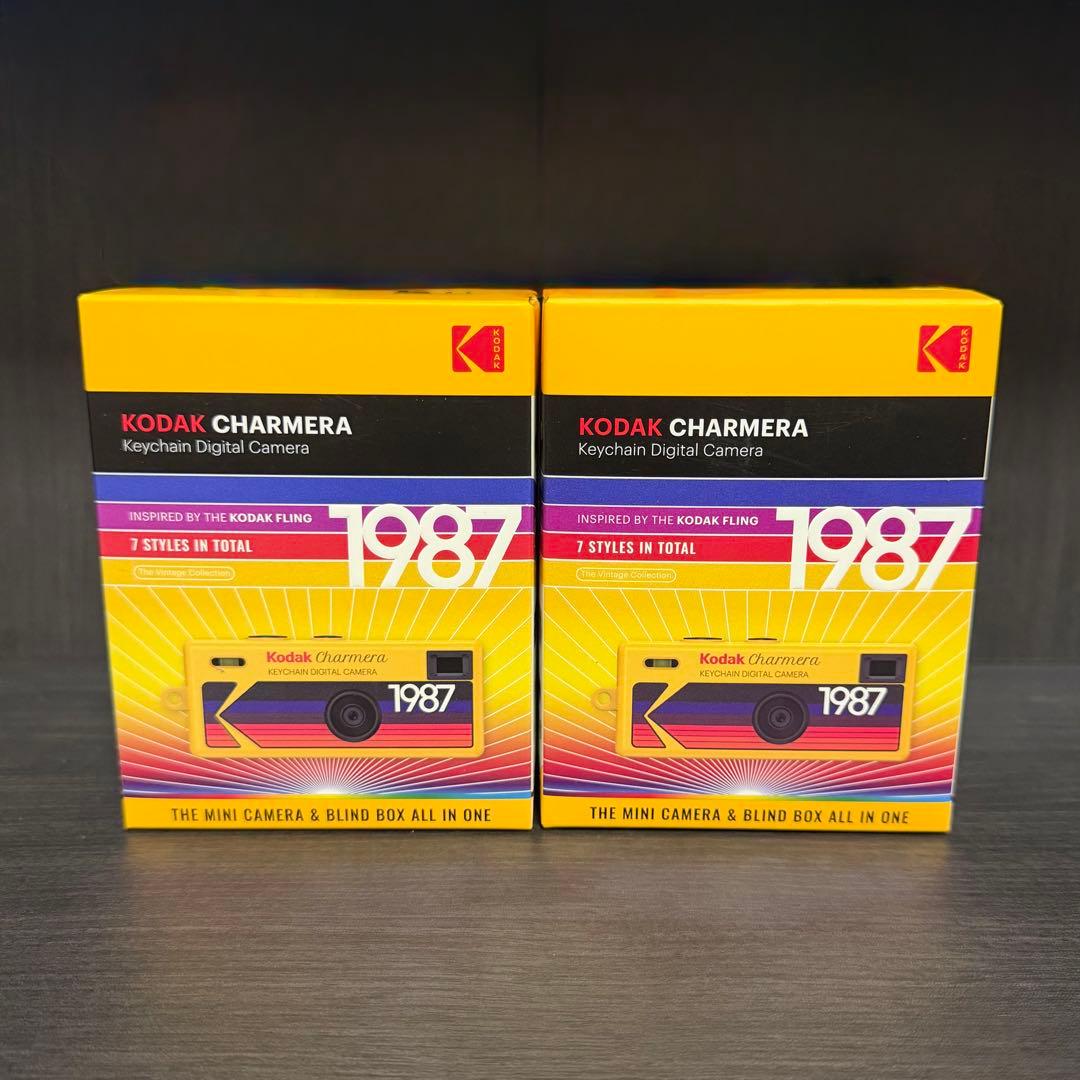 KODAK
KODAK CHARMERA
Keychain Digital Camera
INSPIRED BY THE KODAK FLING
1987
7 STYLES IN TOTAL
The Vintage Collection
Kodak Charmera
KEYCHAIN DIGITAL CAMERA
1987
THE MINI CAMERA & BLIND BOX ALL IN ONE
KODAK
KODAK CHARMERA
Keychain Digital Camera
INSPIRED BY THE KODAK FLING
1987
7 STYLES IN TOTAL
The Vintage Collection
Kodak Charmera
KEYCHAIN DIGITAL CAMERA
1987
THE MINI CAMERA & BLIND BOX ALL IN ONE